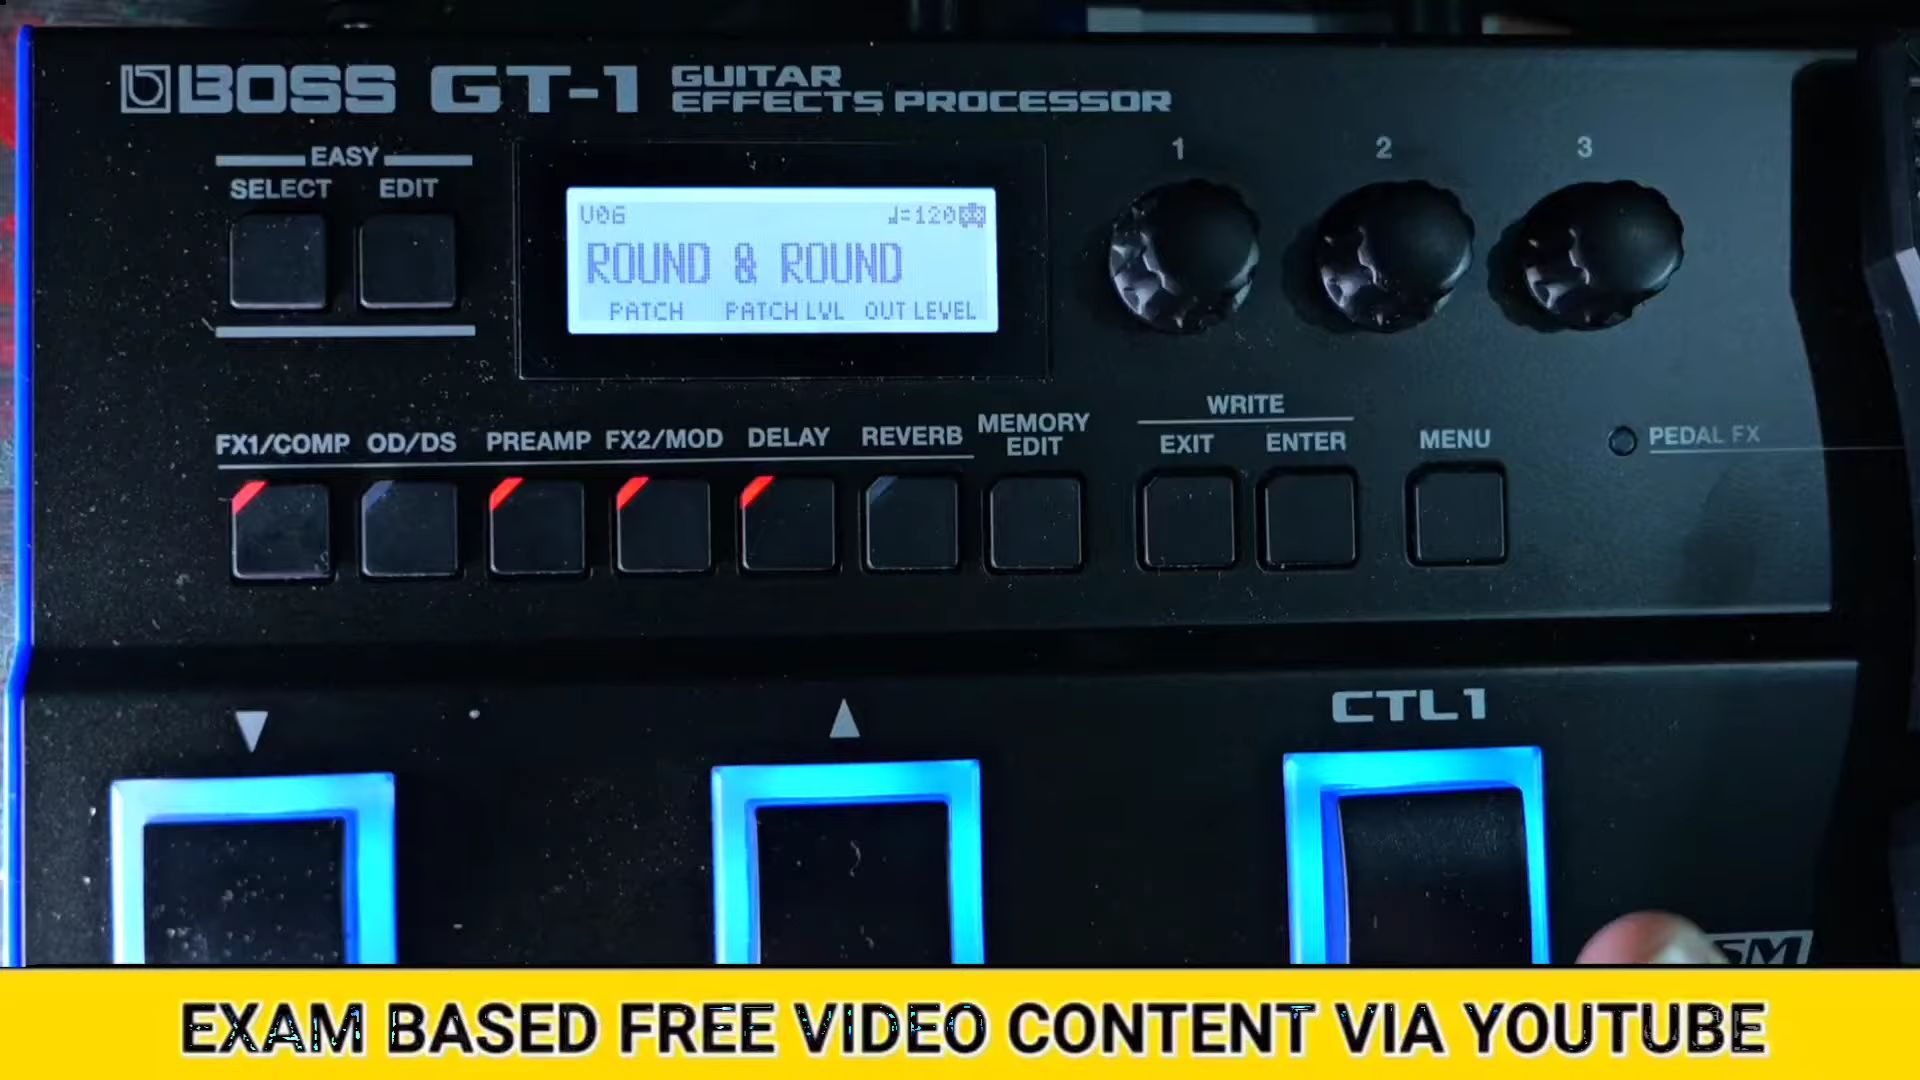 BOSS GT-1 GUITAR
EFFECTS PROCESSOR
EASY
SELECT EDIT
U06 ♩=120
ROUND & ROUND
PATCH PATCH LVL OUT LEVEL
1 2 3
FX1/COMP OD/DS PREAMP FX2/MOD DELAY REVERB MEMORY
EDIT
WRITE
EXIT ENTER MENU
PEDAL FX
CTL1
EXAM BASED FREE VIDEO CONTENT VIA YOUTUBE